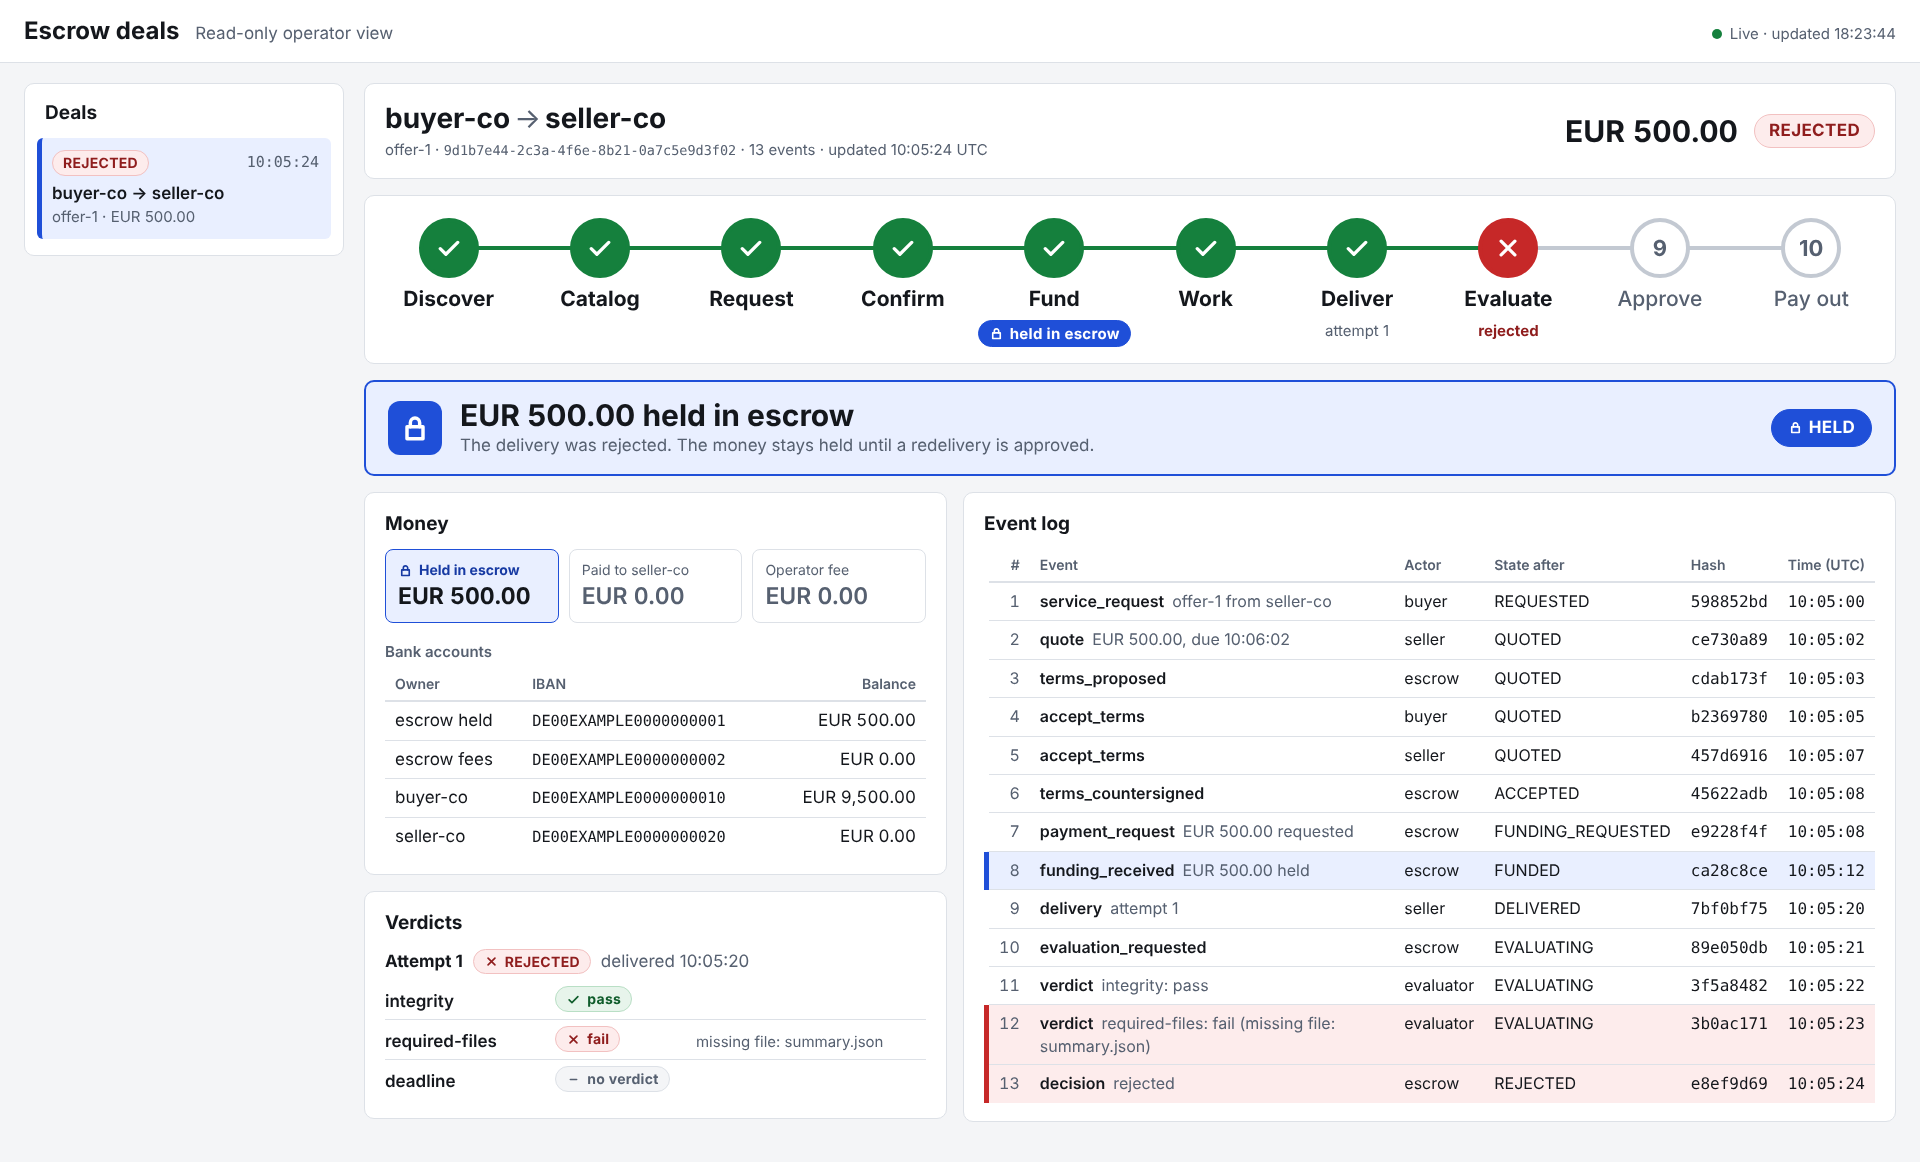 Escrow deals Read-only operator view
Live · updated 18:23:44
Deals
REJECTED 10:05:24
buyer-co → seller-co
offer-1 · EUR 500.00
buyer-co → seller-co
offer-1 · 9d1b7e44-2c3a-4f6e-8b21-0a7c5e9d3f02 · 13 events · updated 10:05:24 UTC
EUR 500.00 REJECTED
Discover Catalog Request Confirm Fund Work Deliver Evaluate 9 Approve 10 Pay out
held in escrow attempt 1 rejected
EUR 500.00 held in escrow
The delivery was rejected. The money stays held until a redelivery is approved.
HELD
Money
Held in escrow Paid to seller-co Operator fee
EUR 500.00 EUR 0.00 EUR 0.00
Bank accounts
Owner IBAN Balance
escrow held DE00EXAMPLE0000000001 EUR 500.00
escrow fees DE00EXAMPLE0000000002 EUR 0.00
buyer-co DE00EXAMPLE0000000010 EUR 9,500.00
seller-co DE00EXAMPLE0000000020 EUR 0.00
Verdicts
Attempt 1 REJECTED delivered 10:05:20
integrity pass
required-files fail missing file: summary.json
deadline – no verdict
Event log
# Event Actor State after Hash Time (UTC)
1 service_request offer-1 from seller-co buyer REQUESTED 598852bd 10:05:00
2 quote EUR 500.00, due 10:06:02 seller QUOTED ce730a89 10:05:02
3 terms_proposed escrow QUOTED cdab173f 10:05:03
4 accept_terms buyer QUOTED b2369780 10:05:05
5 accept_terms seller QUOTED 457d6916 10:05:07
6 terms_countersigned escrow ACCEPTED 45622adb 10:05:08
7 payment_request EUR 500.00 requested escrow FUNDING_REQUESTED e9228f4f 10:05:08
8 funding_received EUR 500.00 held escrow FUNDED ca28c8ce 10:05:12
9 delivery attempt 1 seller DELIVERED 7bf0bf75 10:05:20
10 evaluation_requested escrow EVALUATING 89e050db 10:05:21
11 verdict integrity: pass evaluator EVALUATING 3f5a8482 10:05:22
12 verdict required-files: fail (missing file: evaluator EVALUATING 3b0ac171 10:05:23
summary.json)
13 decision rejected escrow REJECTED e8ef9d69 10:05:24